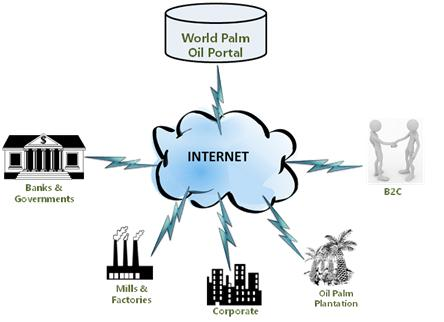 World Palm
Oil Portal
INTERNET
$
Banks &
Governments
B2C
Mills &
Factories
Corporate
Oil Palm
Plantation